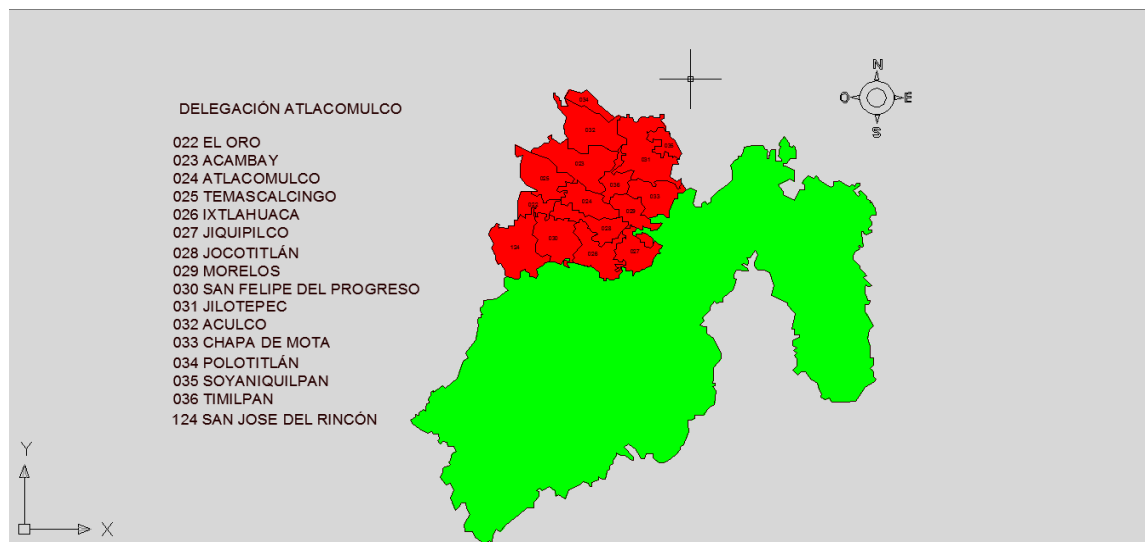 DELEGACIÓN ATLACOMULCO
022 EL ORO
023 ACAMBAY
024 ATLACOMULCO
025 TEMASCALCINGO
026 IXTLAHUACA
027 JIQUIPILCO
028 JOCOTITLÁN
029 MORELOS
030 SAN FELIPE DEL PROGRESO
031 JILOTEPEC
032 ACULCO
033 CHAPA DE MOTA
034 POLOTITLÁN
035 SOYANIQUILPAN
036 TIMILPAN
124 SAN JOSE DEL RINCÓN
N
O E
S
Y
X